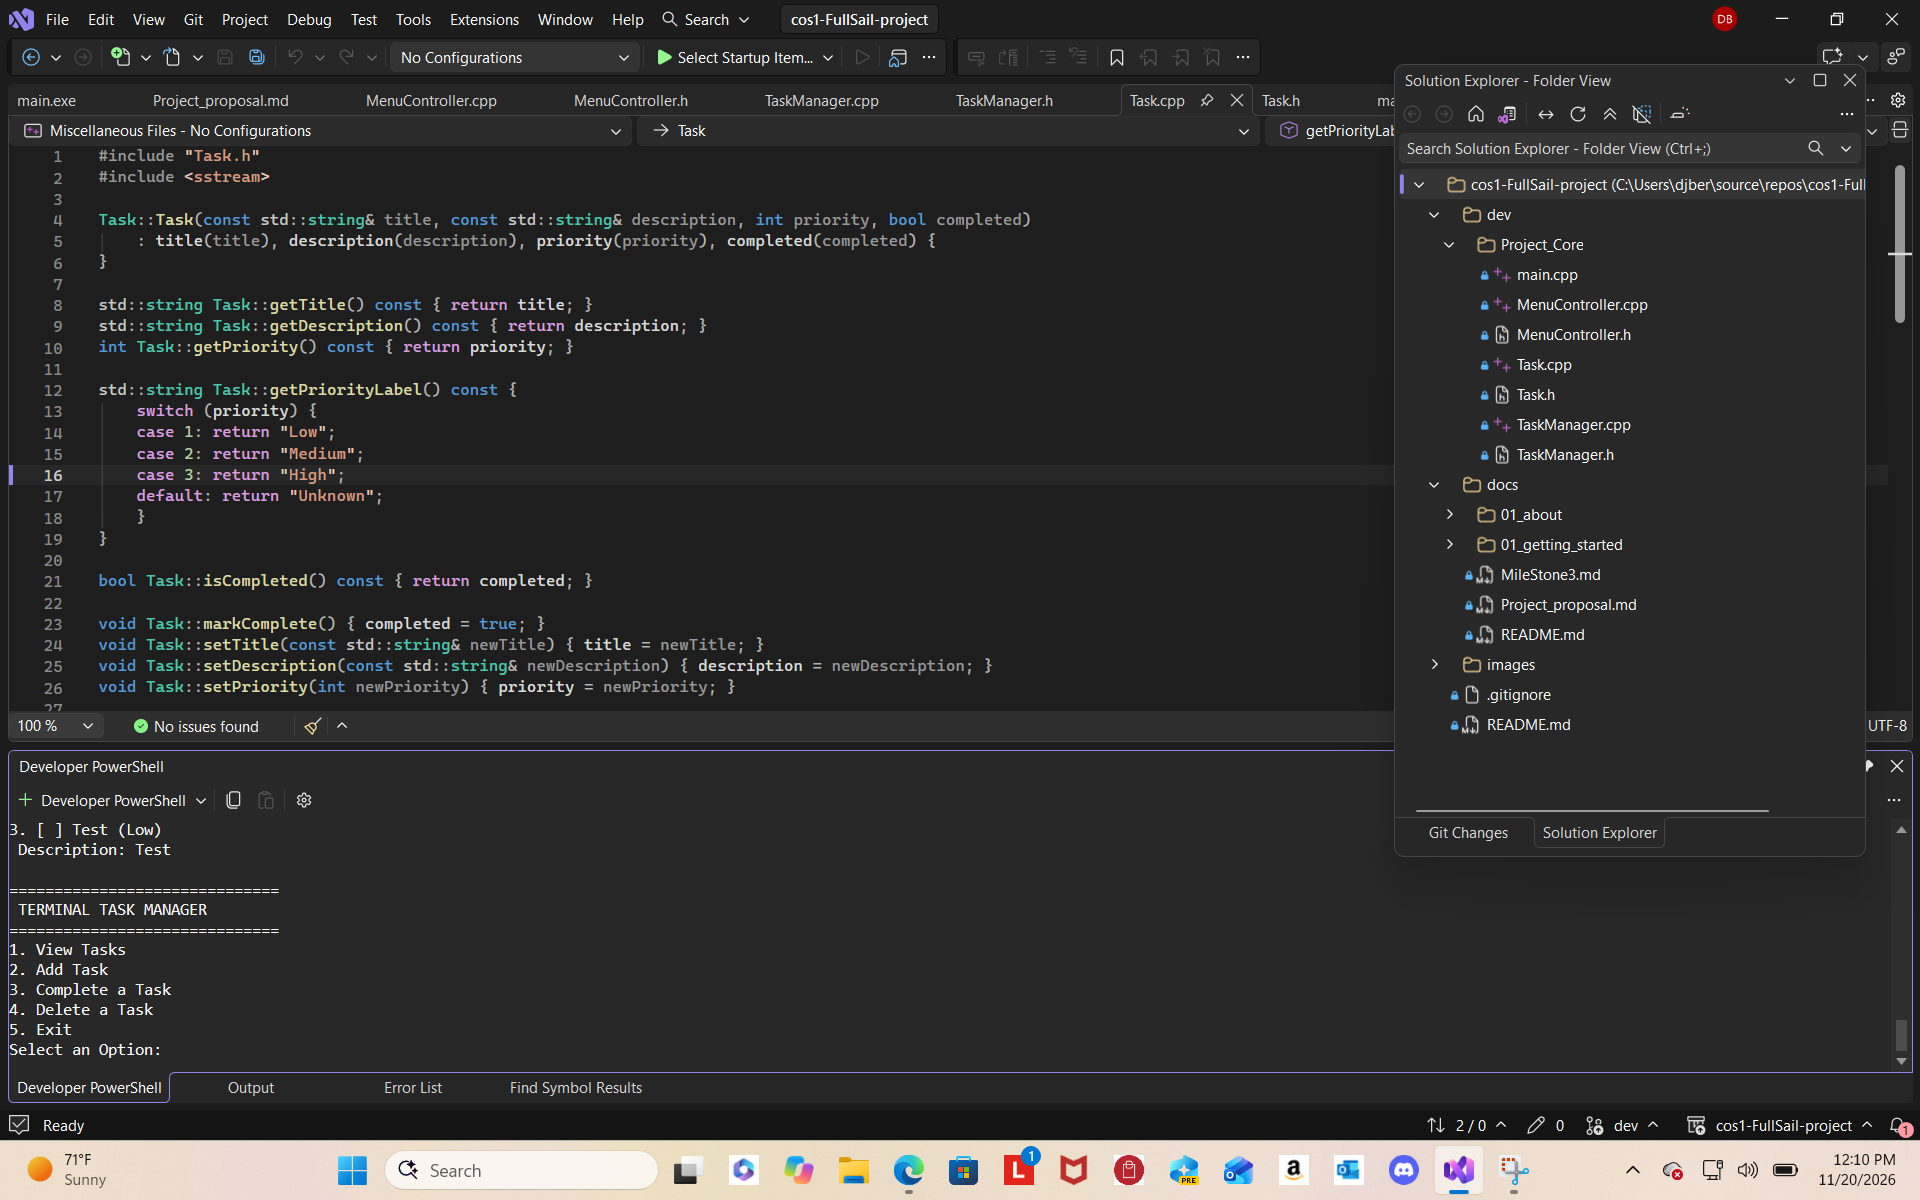 File Edit View Git Project Debug Test Tools Extensions Window Help Search cos1-FullSail-project DB
No Configurations Select Startup Item...
main.exe Project_proposal.md MenuController.cpp MenuController.h TaskManager.cpp TaskManager.h Task.cpp Task.h
Miscellaneous Files - No Configurations Task getPriorityLab
1 #include "Task.h"
2 #include <sstream>
3
4 Task::Task(const std::string& title, const std::string& description, int priority, bool completed)
5 : title(title), description(description), priority(priority), completed(completed) {
6 }
7
8 std::string Task::getTitle() const { return title; }
9 std::string Task::getDescription() const { return description; }
10 int Task::getPriority() const { return priority; }
11
12 std::string Task::getPriorityLabel() const {
13 switch (priority) {
14 case 1: return "Low";
15 case 2: return "Medium";
16 case 3: return "High";
17 default: return "Unknown";
18 }
19 }
20
21 bool Task::isCompleted() const { return completed; }
22
23 void Task::markComplete() { completed = true; }
24 void Task::setTitle(const std::string& newTitle) { title = newTitle; }
25 void Task::setDescription(const std::string& newDescription) { description = newDescription; }
26 void Task::setPriority(int newPriority) { priority = newPriority; }
27
100 % No issues found UTF-8
Solution Explorer - Folder View
Search Solution Explorer - Folder View (Ctrl+;)
cos1-FullSail-project (C:\Users\djber\source\repos\cos1-Full
dev
Project_Core
main.cpp
MenuController.cpp
MenuController.h
Task.cpp
Task.h
TaskManager.cpp
TaskManager.h
docs
01_about
01_getting_started
MileStone3.md
Project_proposal.md
README.md
images
.gitignore
README.md
Git Changes Solution Explorer
Developer PowerShell
Developer PowerShell
3. [ ] Test (Low)
Description: Test
==============================
TERMINAL TASK MANAGER
==============================
1. View Tasks
2. Add Task
3. Complete a Task
4. Delete a Task
5. Exit
Select an Option:
Developer PowerShell Output Error List Find Symbol Results
Ready 2 / 0 0 dev cos1-FullSail-project 1
71°F
Sunny
Search
L 1
PRE
a
12:10 PM
11/20/2026